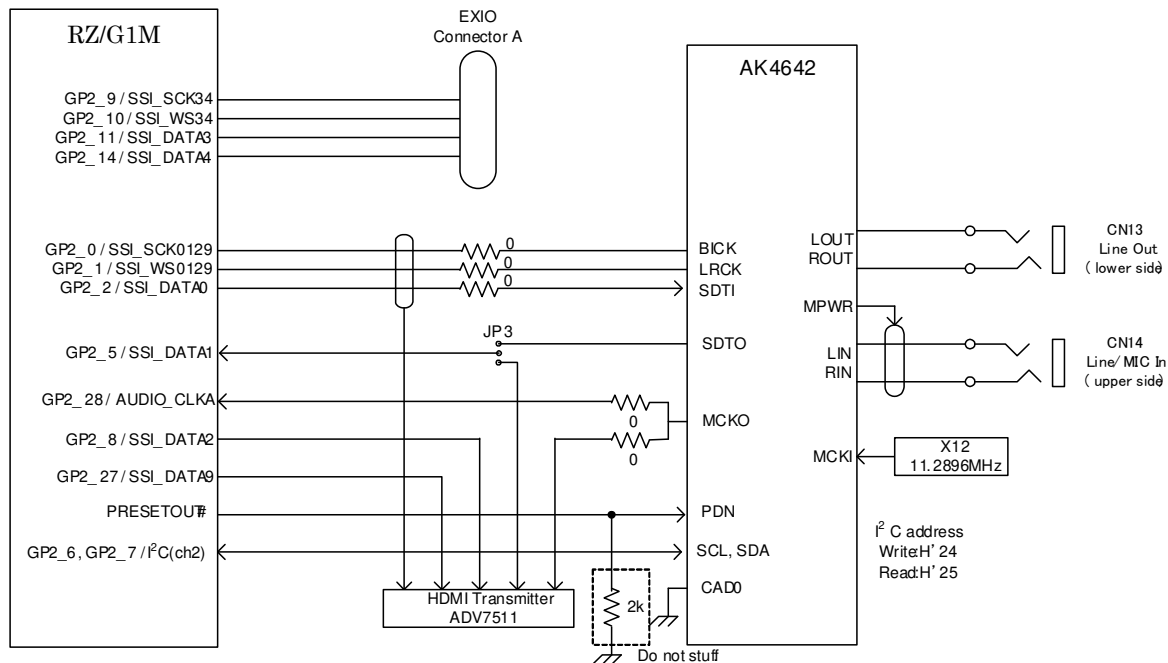 RZ/G1M
EXIO
Connector A
GP2_9/SSI_SCK34
GP2_10/SSI_WS34
GP2_11/SSI_DATA3
GP2_14/SSI_DATA4
AK4642
GP2_0/SSI_SCK0129
GP2_1/SSI_WS0129
GP2_2/SSI_DATA0
0
0
0
BICK
LRCK
SDTI
LOUT
ROUT
CN13
Line Out
(lower side)
GP2_5/SSI_DATA1
JP3
SDTO
MPWR
LIN
RIN
CN14
Line/MIC In
(upper side)
GP2_28/AUDIO_CLKA
0
0
MCKO
GP2_8/SSI_DATA2
GP2_27/SSI_DATA9
MCKI
X12
11.2896MHz
PRESETOUT#
PDN
GP2_6, GP2_7/I²C(ch2)
SCL, SDA
CAD0
I² C address
Write:H'24
Read:H'25
HDMI Transmitter
ADV7511
2k
Do not stuff